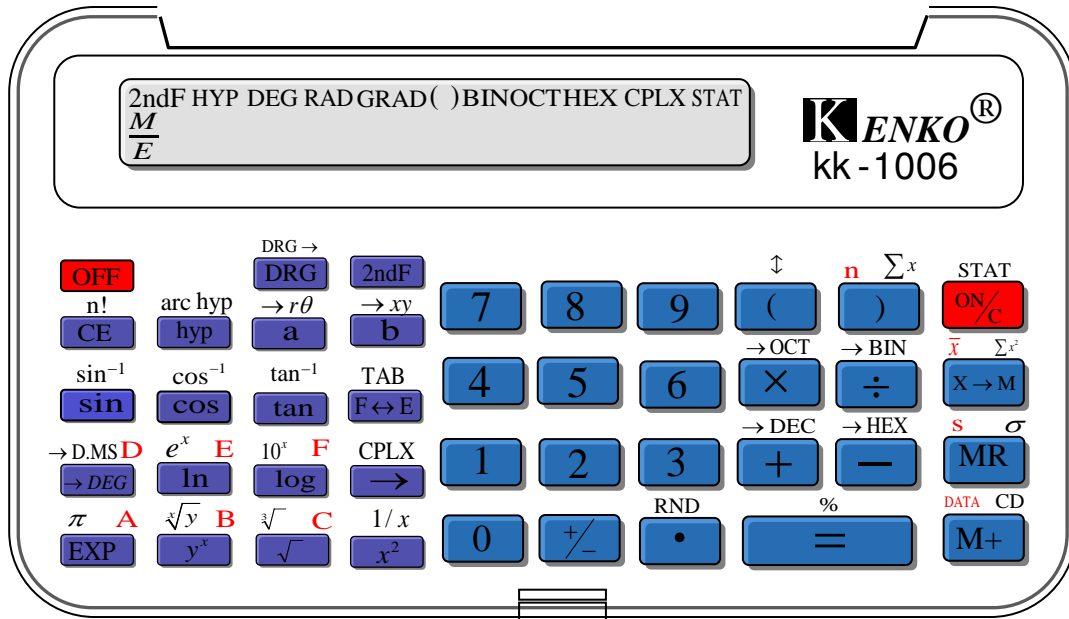 2ndF HYP DEG RAD GRAD ( ) BIN OCT HEX CPLX STAT
M
E
KENKO®
kk-1006
DRG →
OFF DRG 2ndF
n! arc hyp → rθ → xy
CE hyp a b
sin⁻¹ cos⁻¹ tan⁻¹ TAB
sin cos tan F↔E
→ D.MS D eˣ E 10ˣ F CPLX
→ DEG ln log →
π A ˣ√y B ³√ C 1/x
EXP yˣ √ x²
↕ n ∑x STAT
7 8 9 ( ) ON/C
→ OCT → BIN x̄ ∑x²
4 5 6 × ÷ X→M
→ DEC → HEX s σ
1 2 3 + − MR
RND % DATA CD
0 +/− • = M+